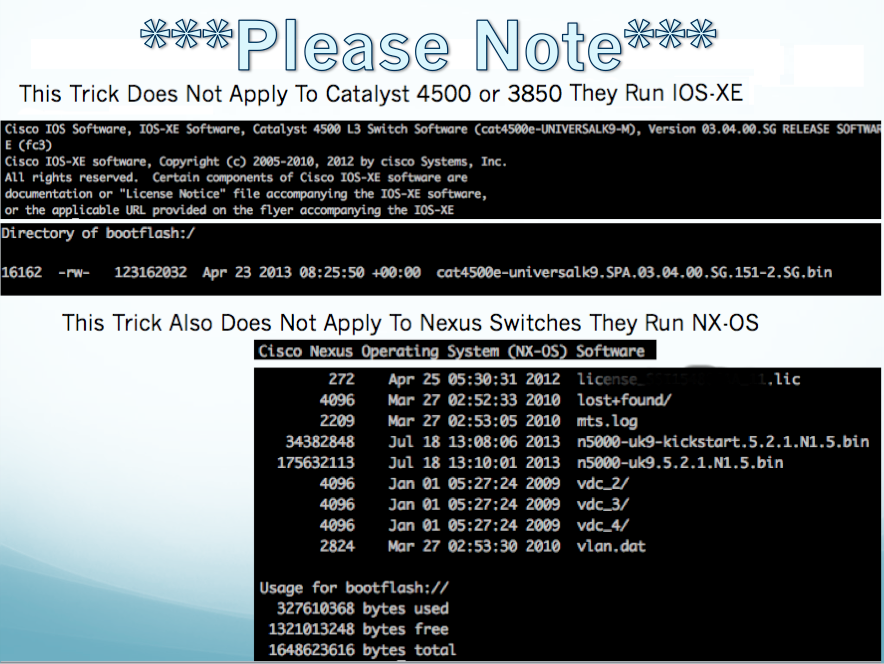 ***Please Note***
This Trick Does Not Apply To Catalyst 4500 or 3850 They Run IOS-XE
Cisco IOS Software, IOS-XE Software, Catalyst 4500 L3 Switch Software (cat4500e-UNIVERSALK9-M), Version 03.04.00.SG RELEASE SOFTWAR
E (fc3)
Cisco IOS-XE software, Copyright (c) 2005-2010, 2012 by cisco Systems, Inc.
All rights reserved.  Certain components of Cisco IOS-XE software are
documentation or "License Notice" file accompanying the IOS-XE software,
or the applicable URL provided on the flyer accompanying the IOS-XE
Directory of bootflash:/
16162  -rw-   123162032  Apr 23 2013 08:25:50 +00:00  cat4500e-universalk9.SPA.03.04.00.SG.151-2.SG.bin
This Trick Also Does Not Apply To Nexus Switches They Run NX-OS
Cisco Nexus Operating System (NX-OS) Software
272    Apr 25 05:30:31 2012  license_ .lic
4096    Mar 27 02:52:33 2010  lost+found/
2209    Mar 27 02:53:05 2010  mts.log
34382848    Jul 18 13:08:06 2013  n5000-uk9-kickstart.5.2.1.N1.5.bin
175632113    Jul 18 13:10:01 2013  n5000-uk9.5.2.1.N1.5.bin
4096    Jan 01 05:27:24 2009  vdc_2/
4096    Jan 01 05:27:24 2009  vdc_3/
4096    Jan 01 05:27:24 2009  vdc_4/
2824    Mar 27 02:53:30 2010  vlan.dat
Usage for bootflash://
327610368 bytes used
1321013248 bytes free
1648623616 bytes total